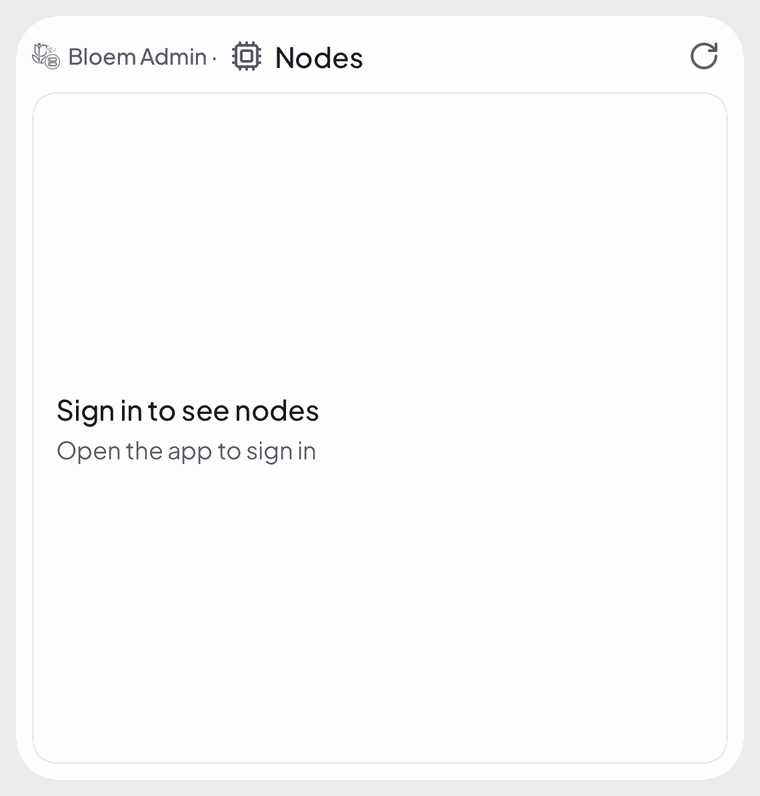 Bloem Admin · Nodes
Sign in to see nodes
Open the app to sign in